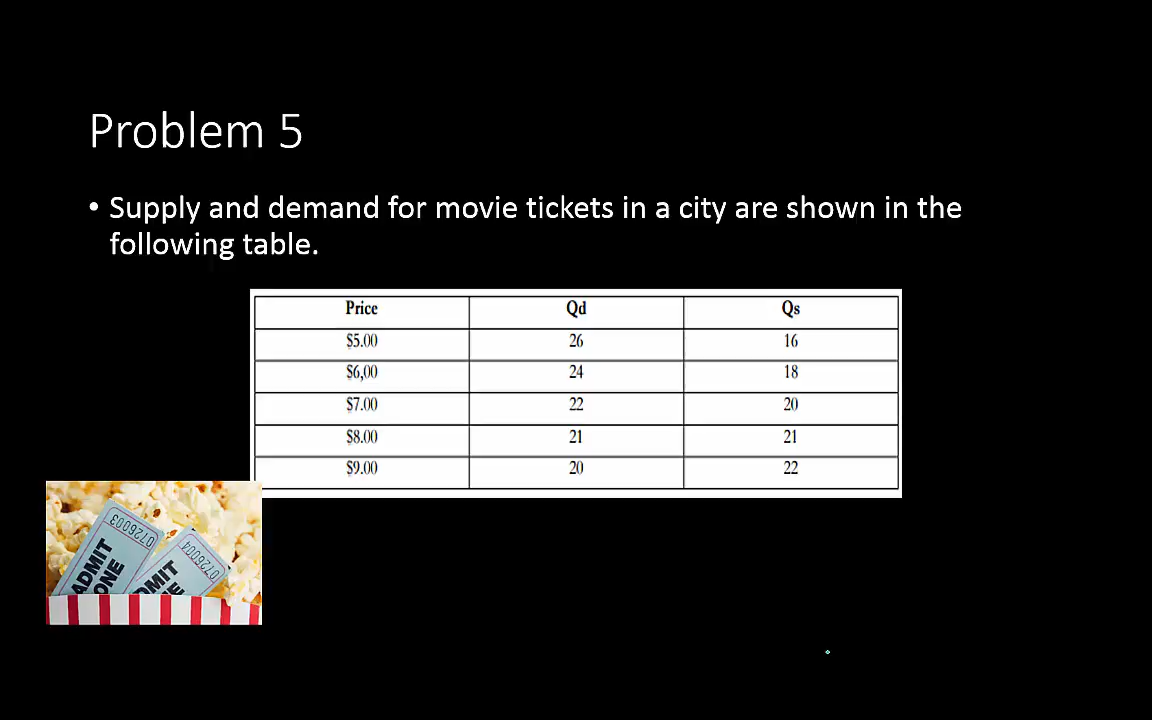 Problem 5
• Supply and demand for movie tickets in a city are shown in the
following table.
Price Qd Qs
$5.00 26 16
$6,00 24 18
$7.00 22 20
$8.00 21 21
$9.00 20 22
0726003
ADMIT
ONE
0726004